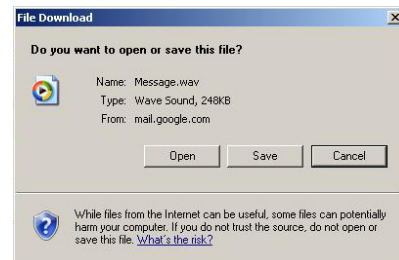 File Download
Do you want to open or save this file?
Name: Message.wav
Type: Wave Sound, 248KB
From: mail.google.com
Open Save Cancel
While files from the Internet can be useful, some files can potentially
harm your computer. If you do not trust the source, do not open or
save this file. What's the risk?